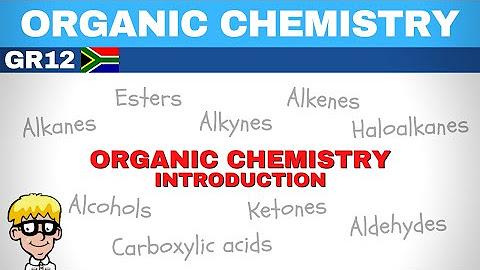 ORGANIC CHEMISTRY
GR12
Esters
Alkenes
Alkanes
Alkynes
Haloalkanes
ORGANIC CHEMISTRY
INTRODUCTION
Alcohols
Ketones
Aldehydes
Carboxylic acids